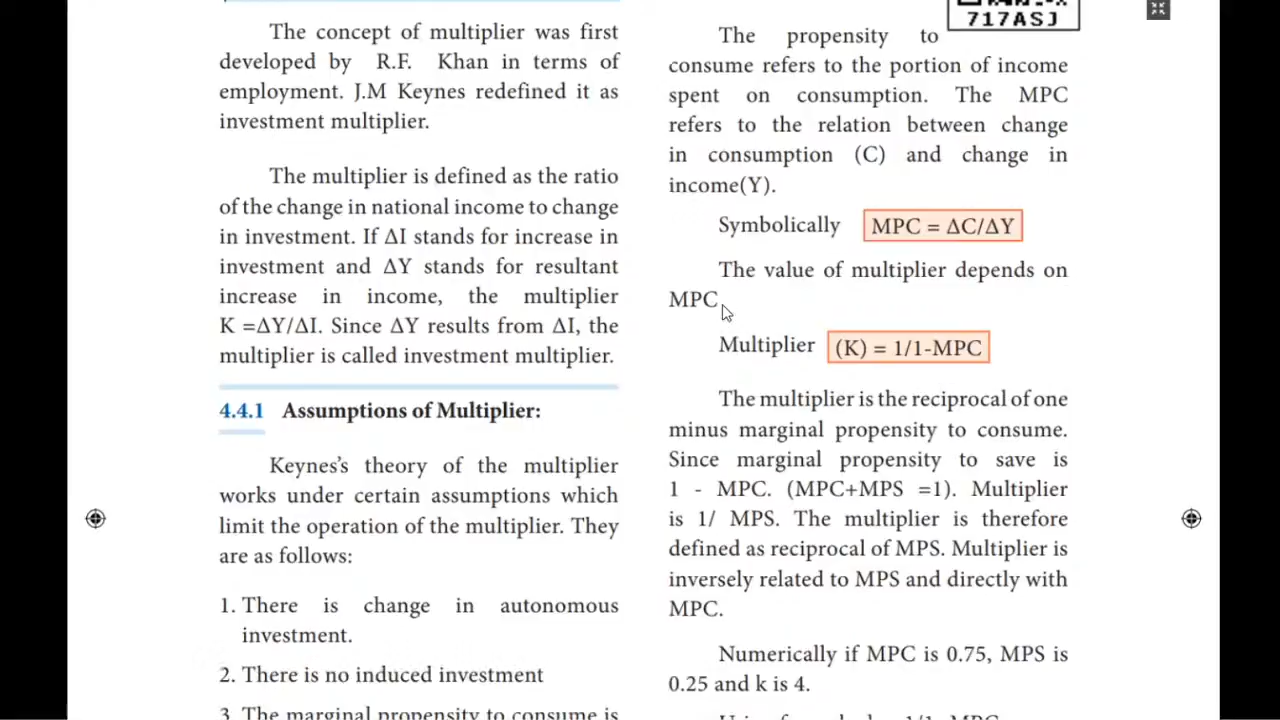 The concept of multiplier was first
developed by R.F. Khan in terms of
employment. J.M Keynes redefined it as
investment multiplier.
The multiplier is defined as the ratio
of the change in national income to change
in investment. If ΔI stands for increase in
investment and ΔY stands for resultant
increase in income, the multiplier
K =ΔY/ΔI. Since ΔY results from ΔI, the
multiplier is called investment multiplier.
4.4.1 Assumptions of Multiplier:
Keynes's theory of the multiplier
works under certain assumptions which
limit the operation of the multiplier. They
are as follows:
1. There is change in autonomous
investment.
2. There is no induced investment
3. The marginal propensity to consume is
717ASJ
The propensity to
consume refers to the portion of income
spent on consumption. The MPC
refers to the relation between change
in consumption (C) and change in
income(Y).
Symbolically MPC = ΔC/ΔY
The value of multiplier depends on
MPC
Multiplier (K) = 1/1-MPC
The multiplier is the reciprocal of one
minus marginal propensity to consume.
Since marginal propensity to save is
1 - MPC. (MPC+MPS =1). Multiplier
is 1/ MPS. The multiplier is therefore
defined as reciprocal of MPS. Multiplier is
inversely related to MPS and directly with
MPC.
Numerically if MPC is 0.75, MPS is
0.25 and k is 4.